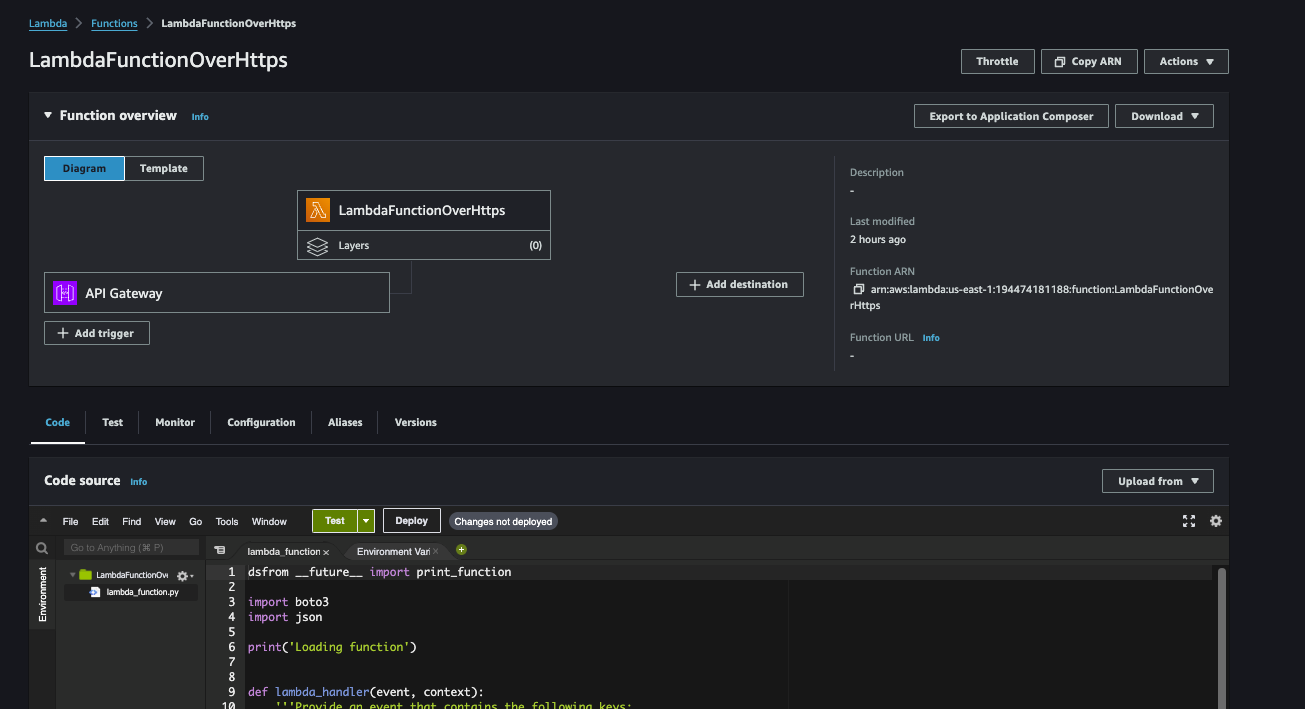 Lambda > Functions > LambdaFunctionOverHttps
LambdaFunctionOverHttps
Throttle
Copy ARN
Actions
Function overview Info
Export to Application Composer
Download
Diagram
Template
LambdaFunctionOverHttps
Layers (0)
API Gateway
+ Add trigger
+ Add destination
Description
-
Last modified
2 hours ago
Function ARN
arn:aws:lambda:us-east-1:194474181188:function:LambdaFunctionOve
rHttps
Function URL Info
-
Code
Test
Monitor
Configuration
Aliases
Versions
Code source Info
Upload from
File Edit Find View Go Tools Window
Test
Deploy
Changes not deployed
Go to Anything (⌘ P)
lambda_function ×
Environment Vari ×
Environment
LambdaFunctionOv
lambda_function.py
1 dsfrom __future__ import print_function
2
3 import boto3
4 import json
5
6 print('Loading function')
7
8
9 def lambda_handler(event, context):
10 '''Provide an event that contains the following keys: